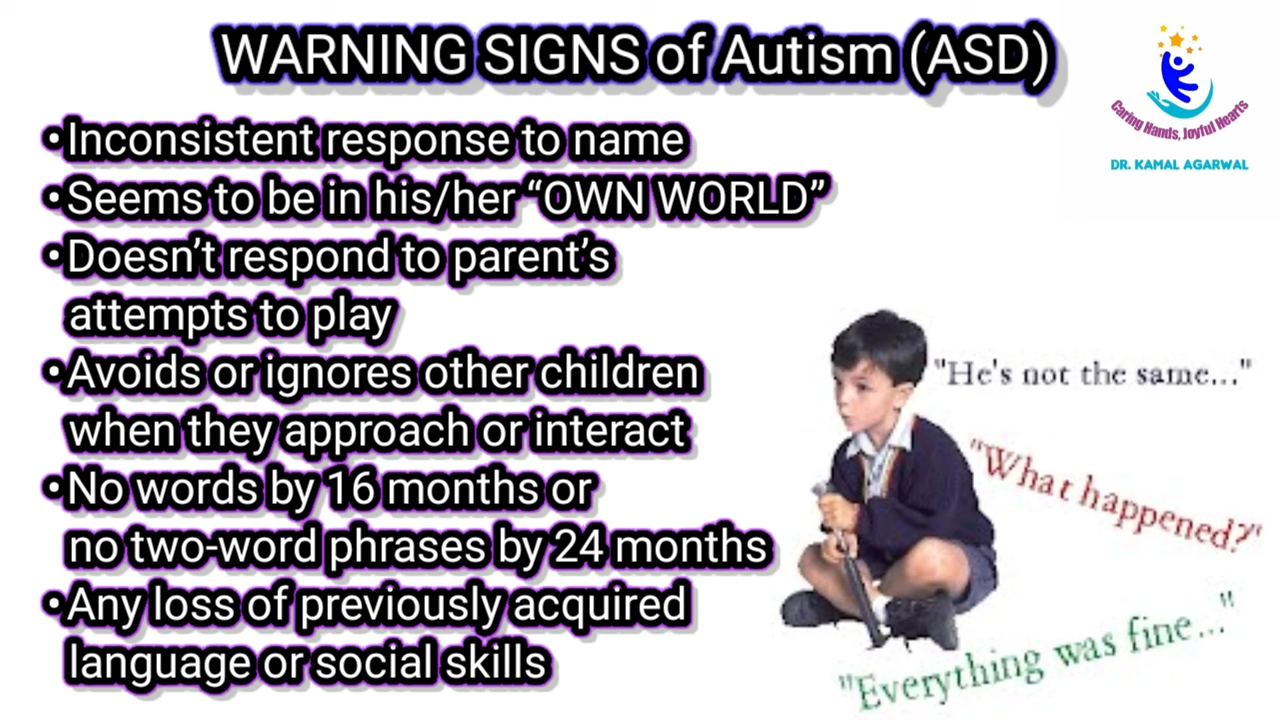 WARNING SIGNS of Autism (ASD)
Caring Hands, Joyful Hearts
DR. KAMAL AGARWAL
•Inconsistent response to name
•Seems to be in his/her “OWN WORLD”
•Doesn’t respond to parent’s
attempts to play
•Avoids or ignores other children
when they approach or interact
•No words by 16 months or
no two-word phrases by 24 months
•Any loss of previously acquired
language or social skills
"He's not the same..."
"What happened?"
"Everything was fine..."